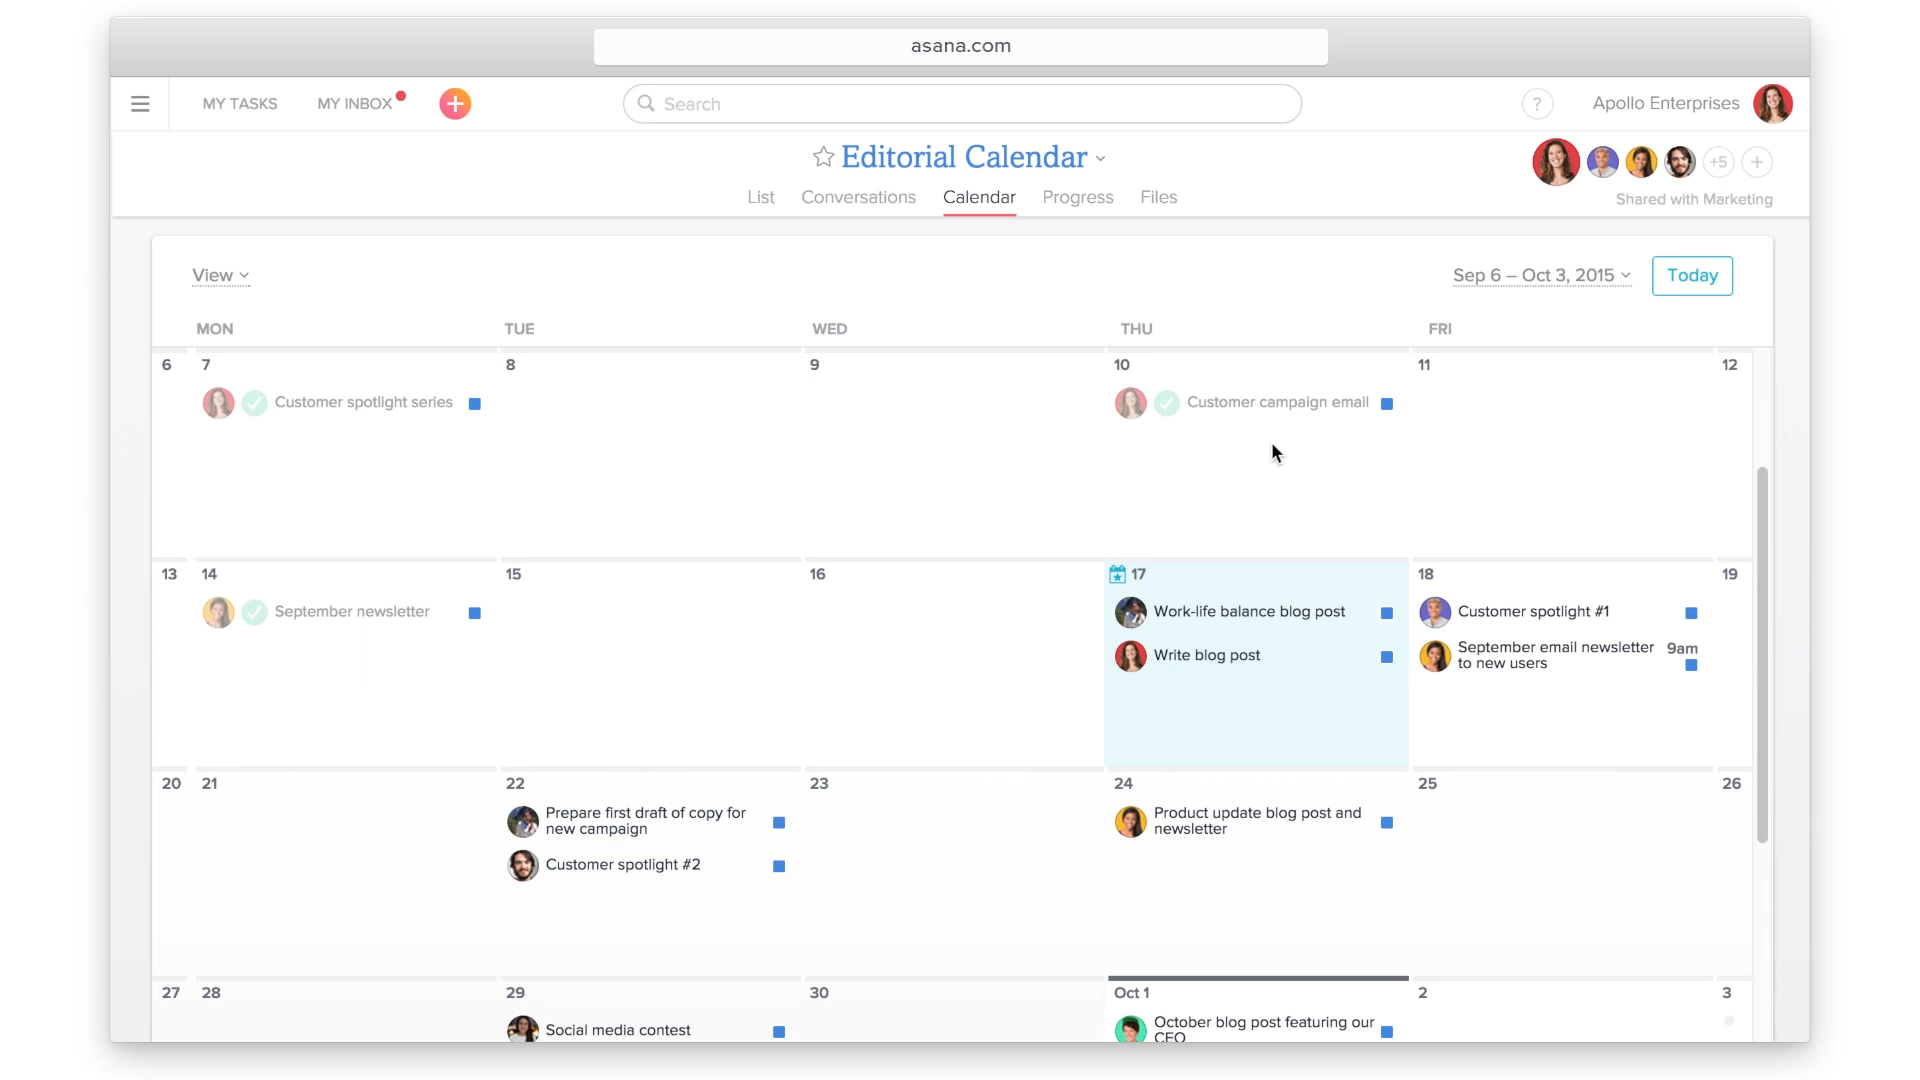 asana.com
MY TASKS
MY INBOX
Search
?
Apollo Enterprises
Editorial Calendar
+5
List
Conversations
Calendar
Progress
Files
Shared with Marketing
View
Sep 6 – Oct 3, 2015
Today
MON
TUE
WED
THU
FRI
6
7
8
9
10
11
12
Customer spotlight series
Customer campaign email
13
14
15
16
17
18
19
September newsletter
Work-life balance blog post
Customer spotlight #1
Write blog post
September email newsletter
to new users
9am
20
21
22
23
24
25
26
Prepare first draft of copy for
new campaign
Product update blog post and
newsletter
Customer spotlight #2
27
28
29
30
Oct 1
2
3
Social media contest
October blog post featuring our
CEO